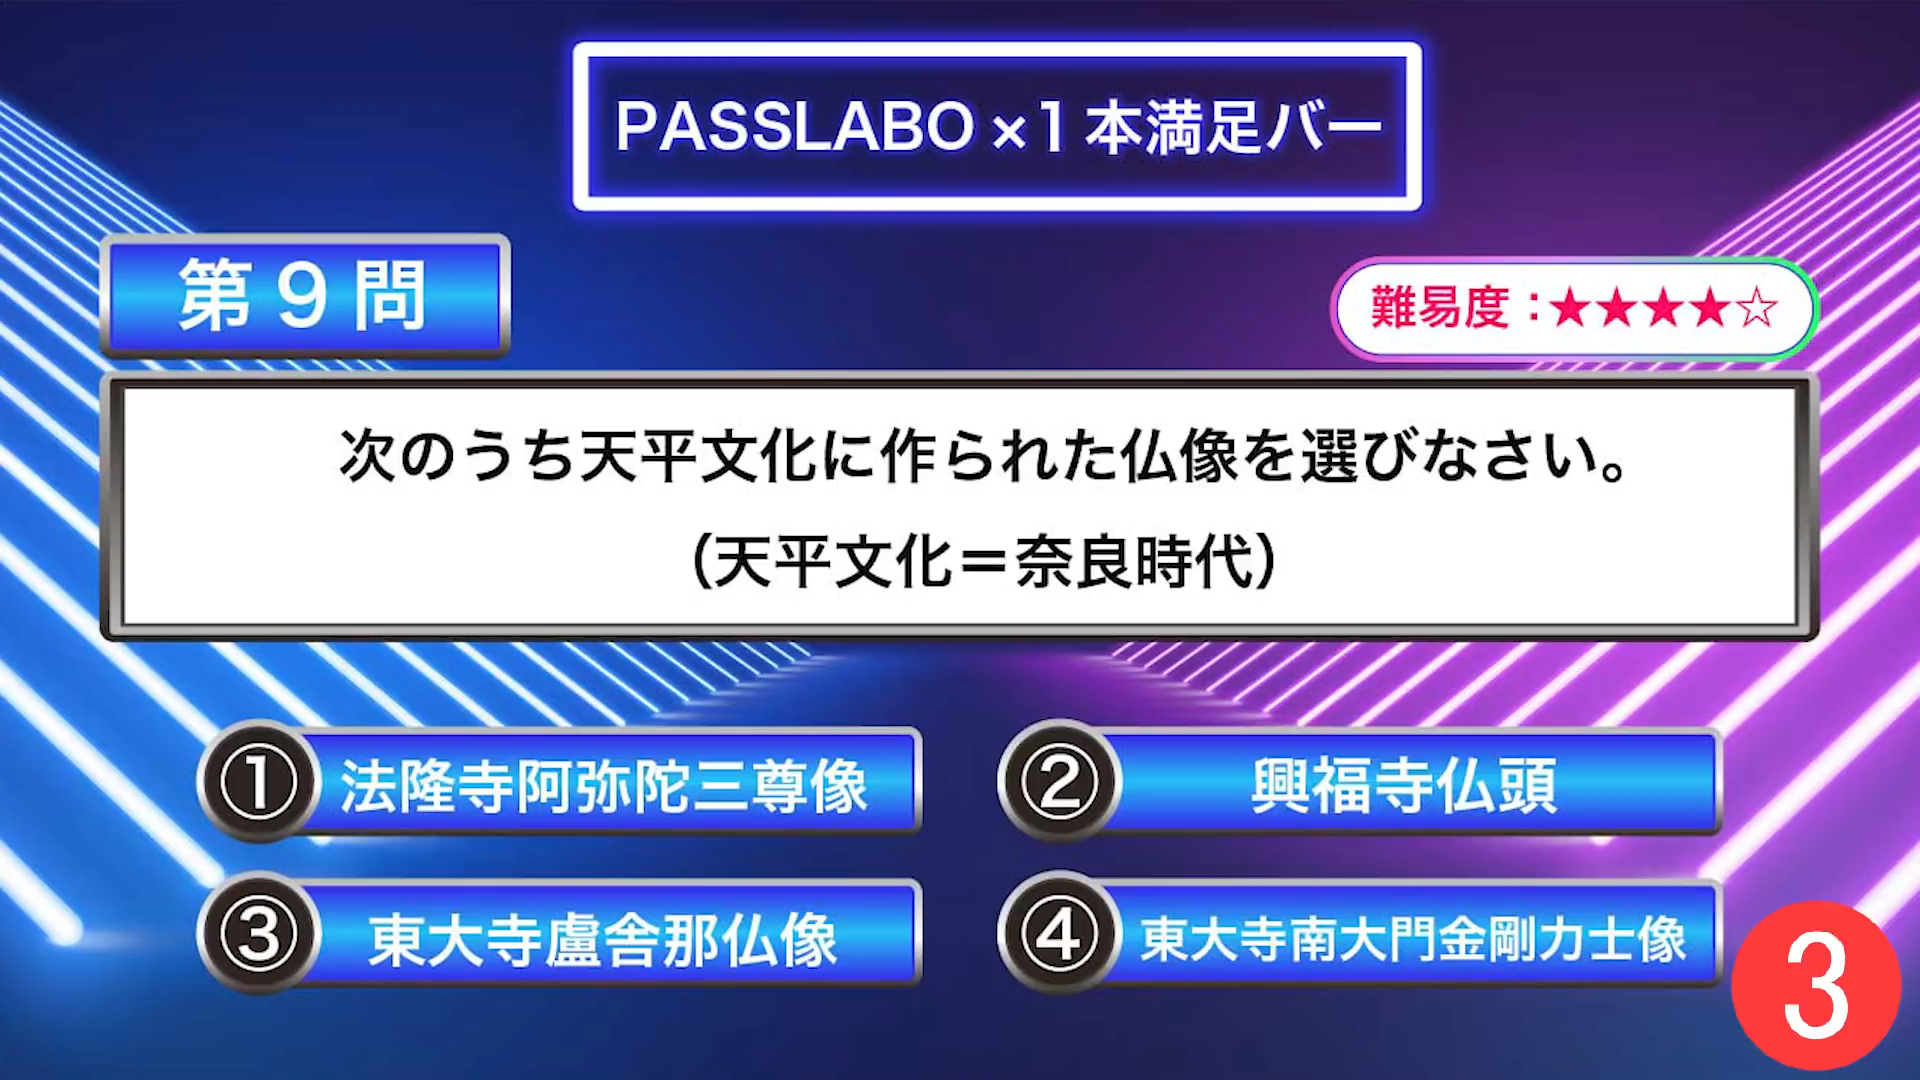 PASSLABO×1本満足バー
第9問
難易度：★★★★☆
次のうち天平文化に作られた仏像を選びなさい。
（天平文化＝奈良時代）
① 法隆寺阿弥陀三尊像
② 興福寺仏頭
③ 東大寺盧舎那仏像
④ 東大寺南大門金剛力士像
3